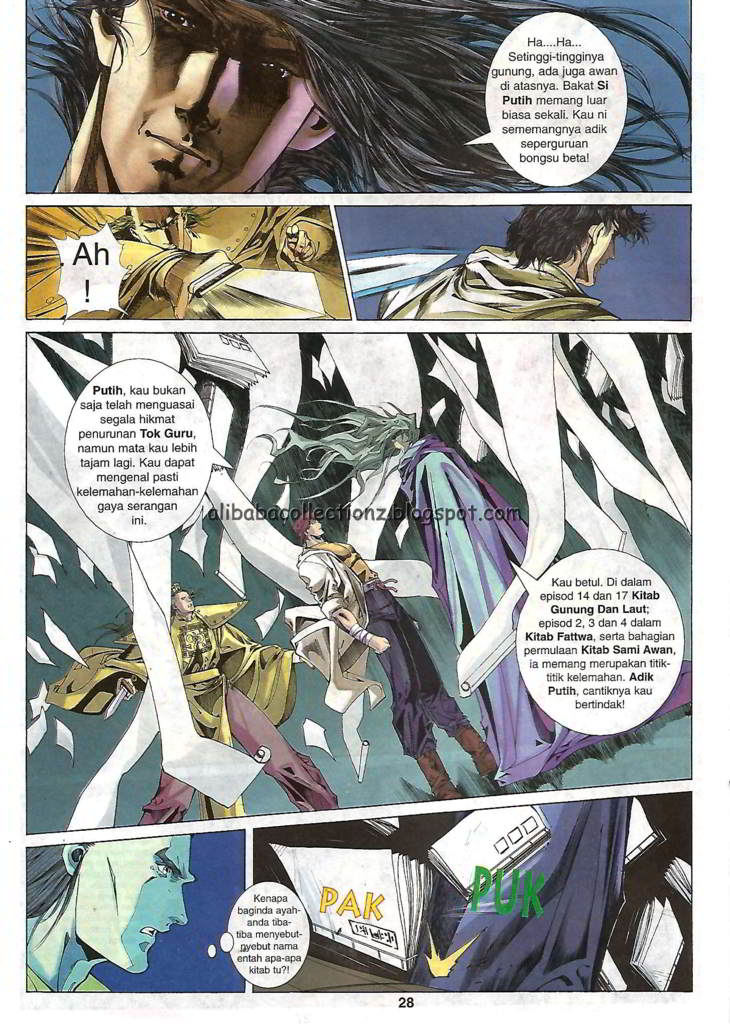 Ha....Ha...
Setinggi-tingginya
gunung, ada juga awan
di atasnya. Bakat Si
Putih memang luar
biasa sekali. Kau ni
sememangnya adik
seperguruan
bongsu beta!
Ah
!
Putih, kau bukan
saja telah menguasai
segala hikmat
penurunan Tok Guru,
namun mata kau lebih
tajam lagi. Kau dapat
mengenal pasti
kelemahan-kelemahan
gaya serangan
ini.
alibabacollectionz.blogspot.com
Kau betul. Di dalam
episod 14 dan 17 Kitab
Gunung Dan Laut;
episod 2, 3 dan 4 dalam
Kitab Fattwa, serta bahagian
permulaan Kitab Sami Awan,
ia memang merupakan titik-
titik kelemahan. Adik
Putih, cantiknya kau
bertindak!
Kenapa
baginda ayah-
anda tiba-
tiba menyebut-
nyebut nama
entah apa-apa
kitab tu?!
PAK
PUK
28